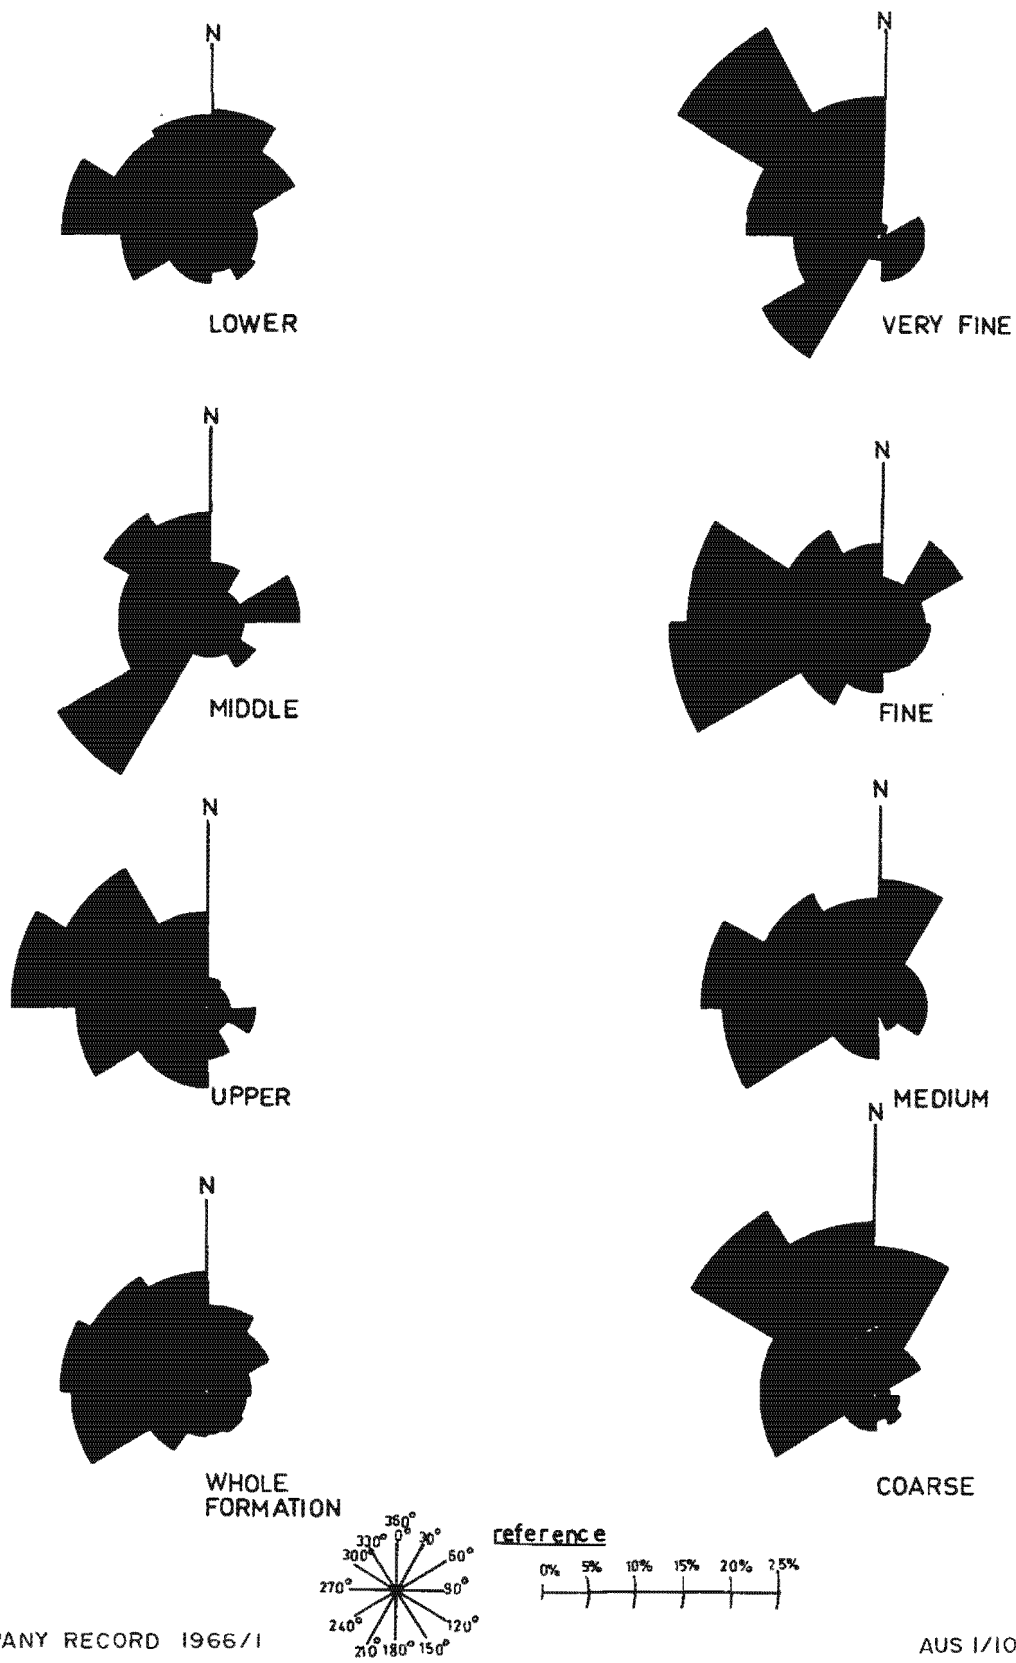 N
LOWER
N
VERY FINE
N
MIDDLE
N
FINE
N
UPPER
N
MEDIUM
N
WHOLE
FORMATION
N
COARSE
reference
360°
0°
30°
60°
90°
120°
150°
180°
210°
240°
270°
300°
330°
0% 5% 10% 15% 20% 25%
PANY RECORD 1966/1
AUS 1/10